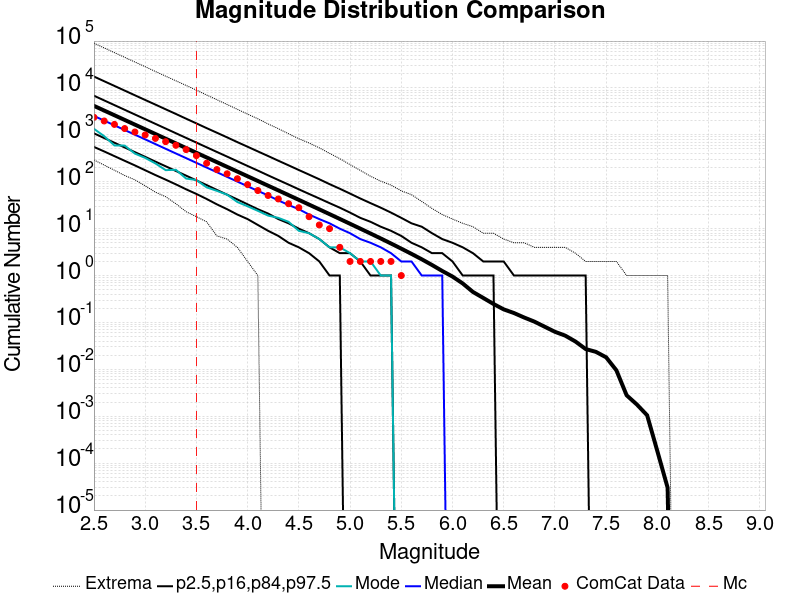 Magnitude Distribution Comparison
10^5
10^4
10^3
10^2
10^1
10^0
10^-1
10^-2
10^-3
10^-4
10^-5
Cumulative Number
2.5 3.0 3.5 4.0 4.5 5.0 5.5 6.0 6.5 7.0 7.5 8.0 8.5 9.0
Magnitude
Extrema p2.5,p16,p84,p97.5 Mode Median Mean ComCat Data Mc